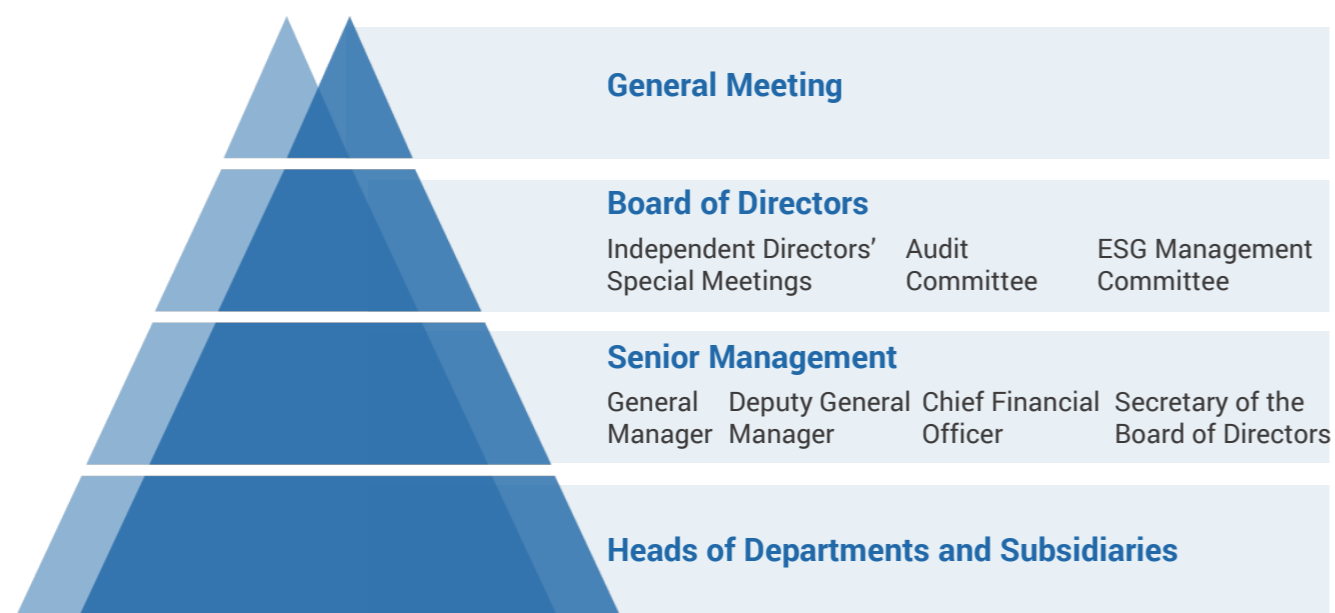 General Meeting
Board of Directors
Independent Directors’
Special Meetings
Audit
Committee
ESG Management
Committee
Senior Management
General
Manager
Deputy General
Manager
Chief Financial
Officer
Secretary of the
Board of Directors
Heads of Departments and Subsidiaries